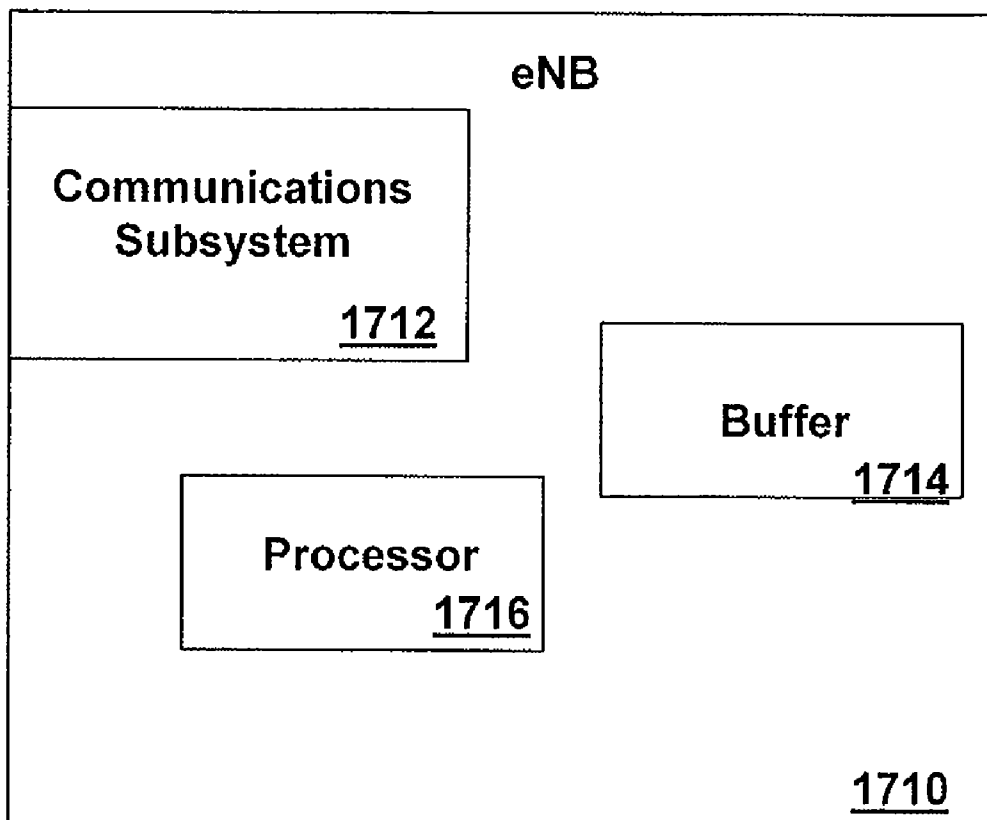 eNB
Communications
Subsystem
1712
Buffer
1714
Processor
1716
1710